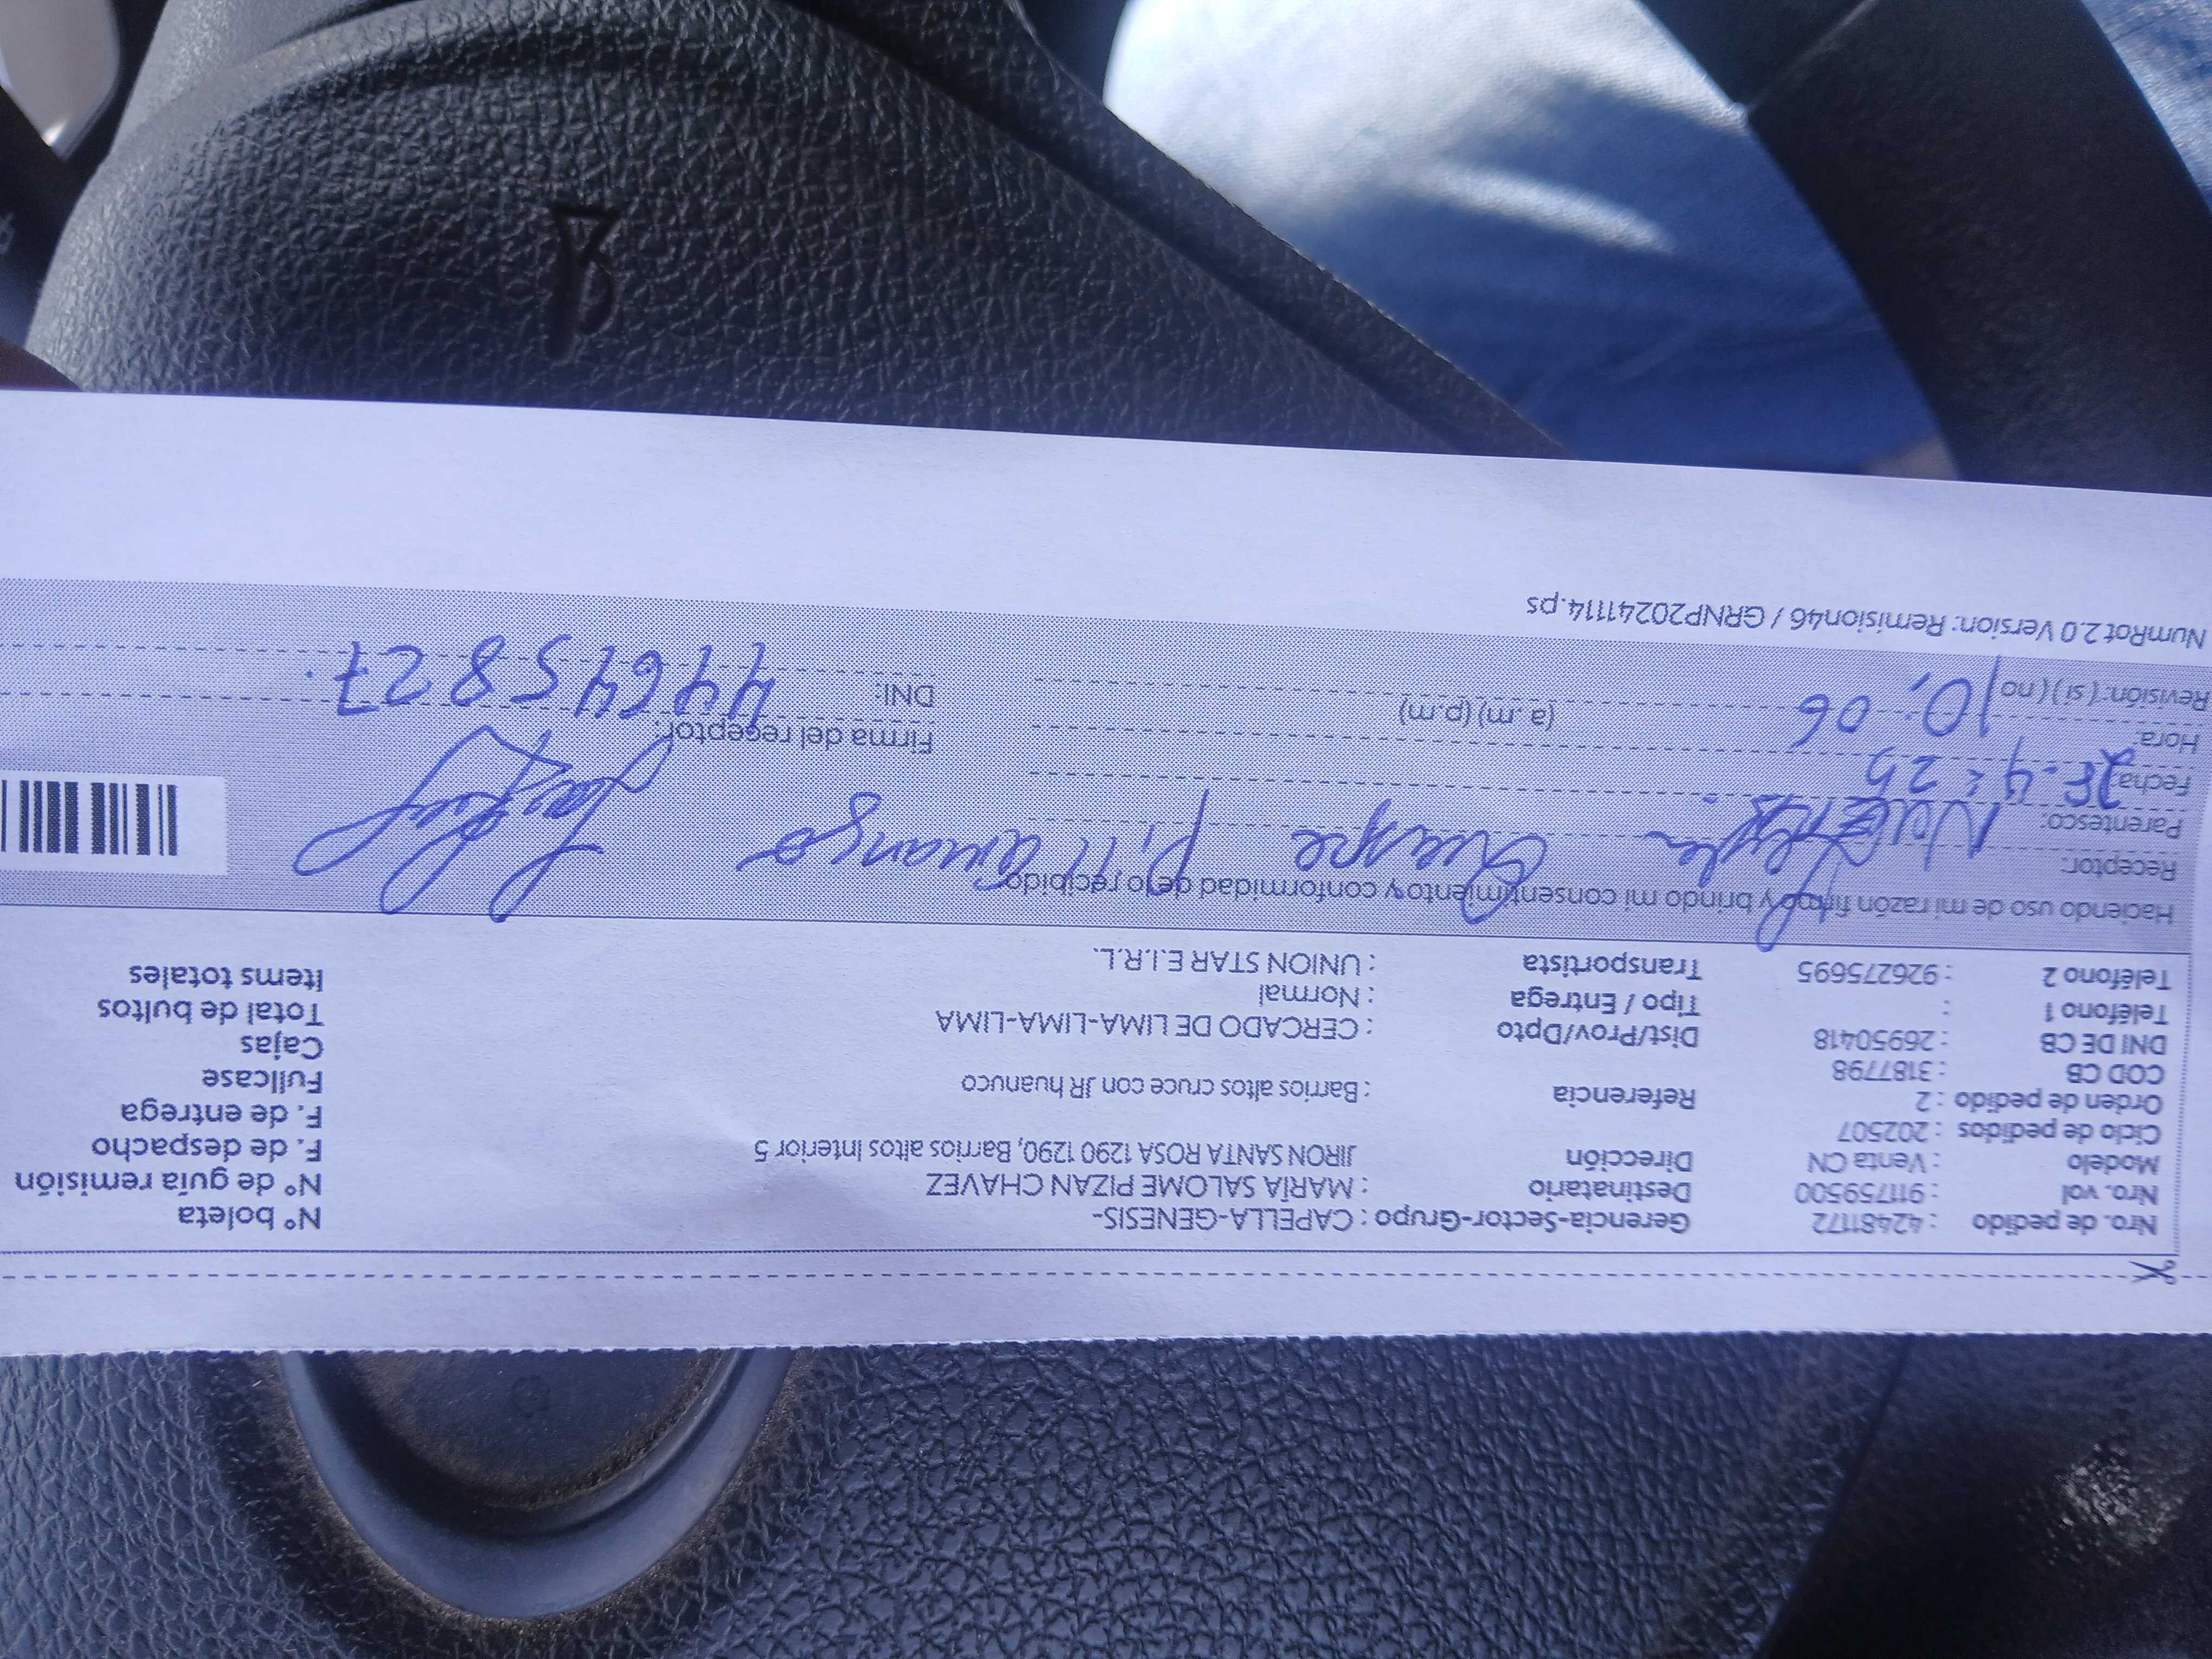 Nro. de pedido : 42481172 Gerencia-Sector-Grupo : CAPELLA-GENESIS- N° boleta
Nro. vol : 911759500 Destinatario : MARÍA SALOME PIZAN CHAVEZ N° de guía remisión
Modelo : Venta CN Dirección JIRON SANTA ROSA 1290 1290, Barrios altos Interior 5 F. de despacho
Ciclo de pedidos : 202507 F. de entrega
Orden de pedido : 2 Referencia : Barrios altos cruce con JR huanuco Fullcase
COD CB : 3187798 Cajas
DNI DE CB : 26950418 Dist/Prov/Dpto : CERCADO DE LIMA-LIMA-LIMA Total de bultos
Teléfono 1 : Tipo / Entrega : Normal Items totales
Teléfono 2 : 926275695 Transportista : UNION STAR E.I.R.L.
Haciendo uso de mi razón firmo y brindo mi consentimiento y conformidad de lo recibido
Receptor: Quispe
Parentesco:
Fecha: 4 25 Firma del receptor:
Hora: 10:06 (a.m) (p.m) DNI: 44645827
Revisión: ( si ) ( no )
NumRot 2.0 Version: Remision46 / GRNP20241114.ps